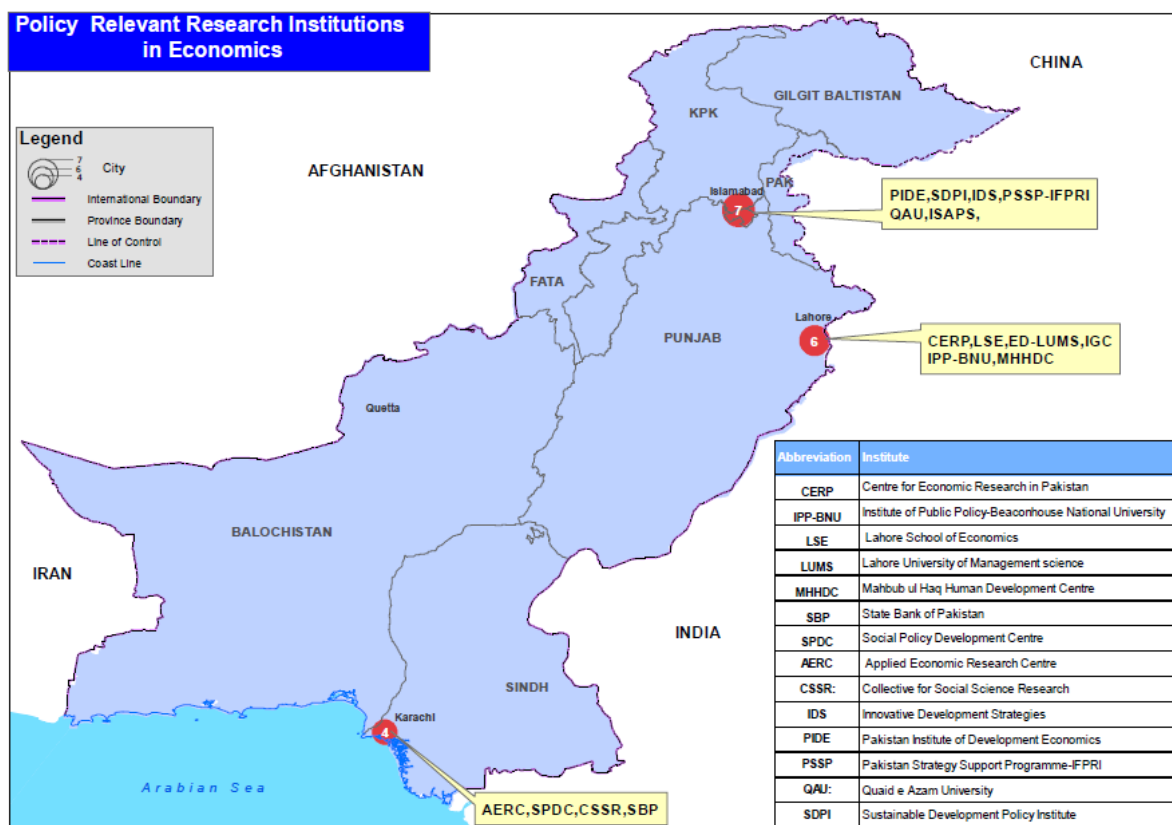 Policy Relevant Research Institutions
in Economics
CHINA
GILGIT BALTISTAN
KPK
Legend
7
6
4
City
International Boundary
Province Boundary
Line of Control
Coast Line
AFGHANISTAN
Islamabad
PAK
7
PIDE,SDPI,IDS,PSSP-IFPRI
QAU,ISAPS,
FATA
Lahore
PUNJAB
6
CERP,LSE,ED-LUMS,IGC
IPP-BNU,MHHDC
Quetta
BALOCHISTAN
IRAN
INDIA
SINDH
Karachi
4
Arabian Sea
AERC,SPDC,CSSR,SBP
Abbreviation Institute
CERP Centre for Economic Research in Pakistan
IPP-BNU Institute of Public Policy-Beaconhouse National University
LSE Lahore School of Economics
LUMS Lahore University of Management science
MHHDC Mahbub ul Haq Human Development Centre
SBP State Bank of Pakistan
SPDC Social Policy Development Centre
AERC Applied Economic Research Centre
CSSR: Collective for Social Science Research
IDS Innovative Development Strategies
PIDE Pakistan Institute of Development Economics
PSSP Pakistan Strategy Support Programme-IFPRI
QAU: Quaid e Azam University
SDPI Sustainable Development Policy Institute